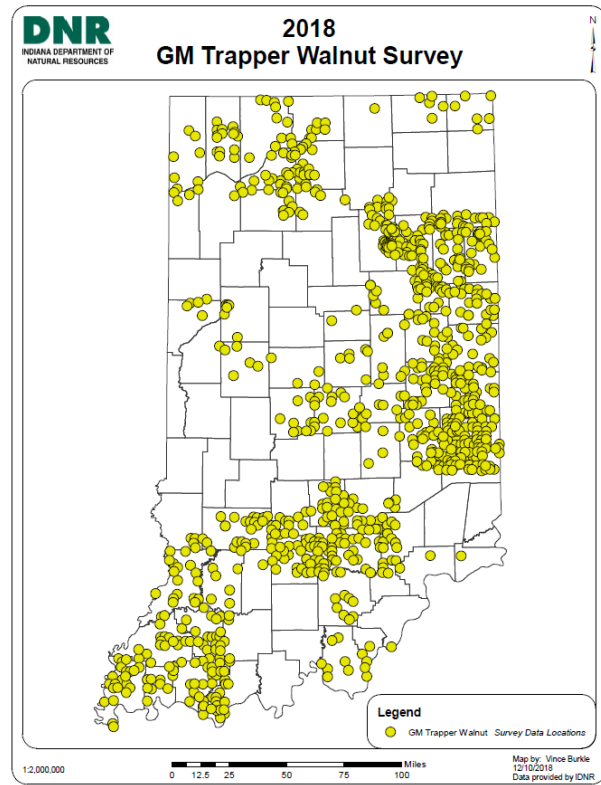 DNR
INDIANA DEPARTMENT OF
NATURAL RESOURCES
2018
GM Trapper Walnut Survey
N
Legend
GM Trapper Walnut Survey Data Locations
1:2,000,000
Miles
0 12.5 25 50 75 100
Map by: Vince Burkle
12/10/2018
Data provided by IDNR